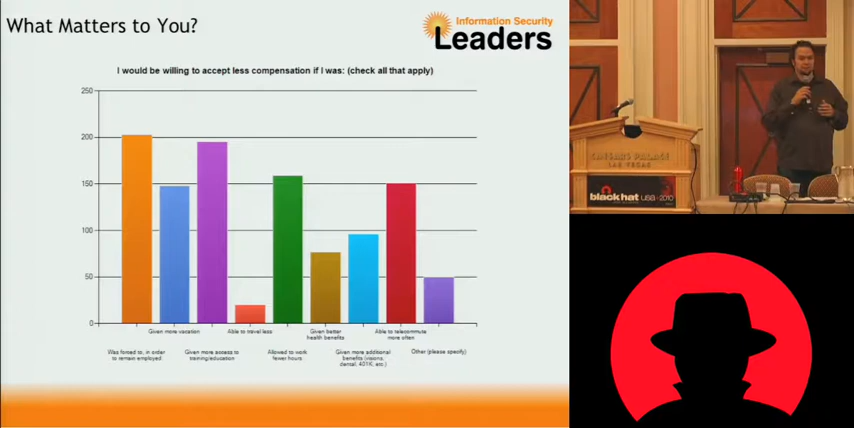 What Matters to You?
Information Security
Leaders
I would be willing to accept less compensation if I was: (check all that apply)
250
200
150
100
50
0
Given more vacation
Able to travel less
Given better
health benefits
Able to telecommute
more often
Was forced to, in order
to remain employed
Given more access to
training/education
Allowed to work
fewer hours
Given more additional
benefits (visions,
dental, 401K, etc.)
Other (please specify)
CAESARS PALACE
LAS VEGAS
black hat USA+2010